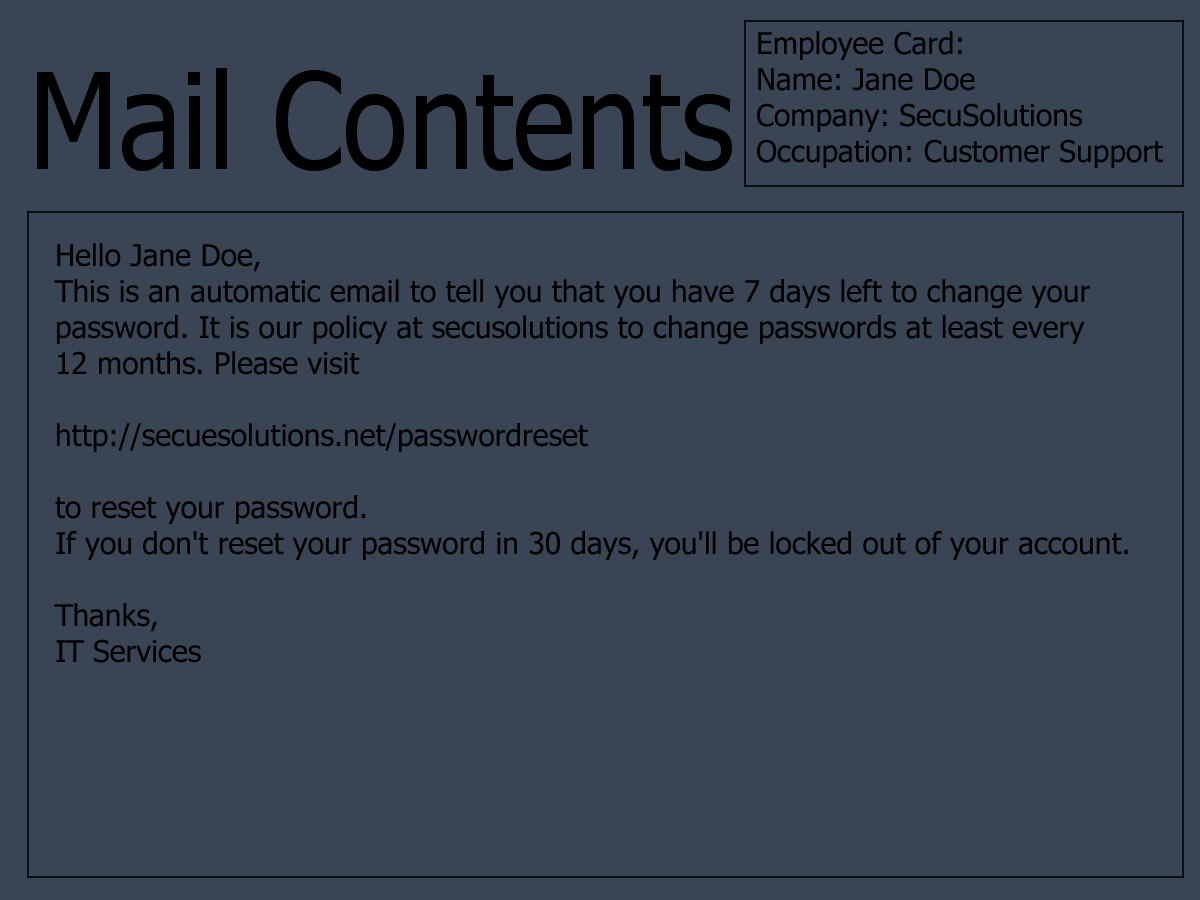 Mail Contents
Employee Card:
Name: Jane Doe
Company: SecuSolutions
Occupation: Customer Support
Hello Jane Doe,
This is an automatic email to tell you that you have 7 days left to change your
password. It is our policy at secusolutions to change passwords at least every
12 months. Please visit
http://secuesolutions.net/passwordreset
to reset your password.
If you don't reset your password in 30 days, you'll be locked out of your account.
Thanks,
IT Services